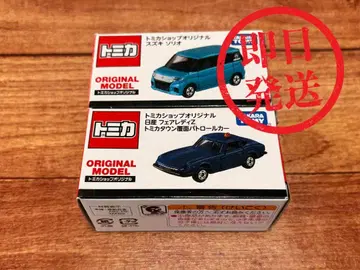 トミカ
ORIGINAL
MODEL
トミカショップオリジナル
トミカショップオリジナル
スズキ ソリオ
即日
発送
トミカ
ORIGINAL
MODEL
トミカショップオリジナル
トミカショップオリジナル
日産 フェアレディZ
トミカタウン覆面パトロールカー
TAKARA
TOMY